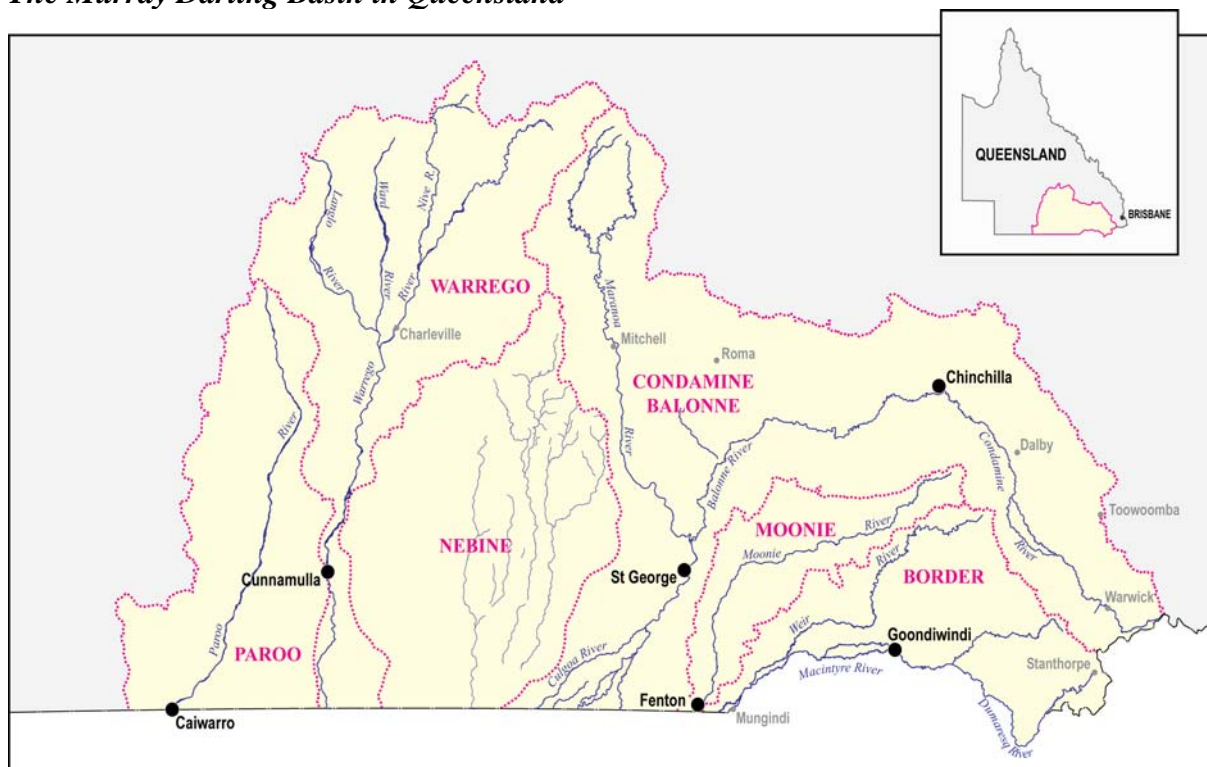 The Murray Darling Basin in Queensland
QUEENSLAND
BRISBANE
Langlo
River
Ward
River
Nive R.
River
WARREGO
Charleville
Warrego
Maranoa
Mitchell
River
Roma
CONDAMINE
BALONNE
Chinchilla
Condamine
River
Dalby
Toowoomba
Warwick
Balonne River
River
MOONIE
Moonie
River
NEBINE
St George
BORDER
River
Cunnamulla
Paroo
PAROO
Culgoa River
Weir
Goondiwindi
Macintyre River
Stanthorpe
Fenton
Mungindi
Dumaresq River
Caiwarro